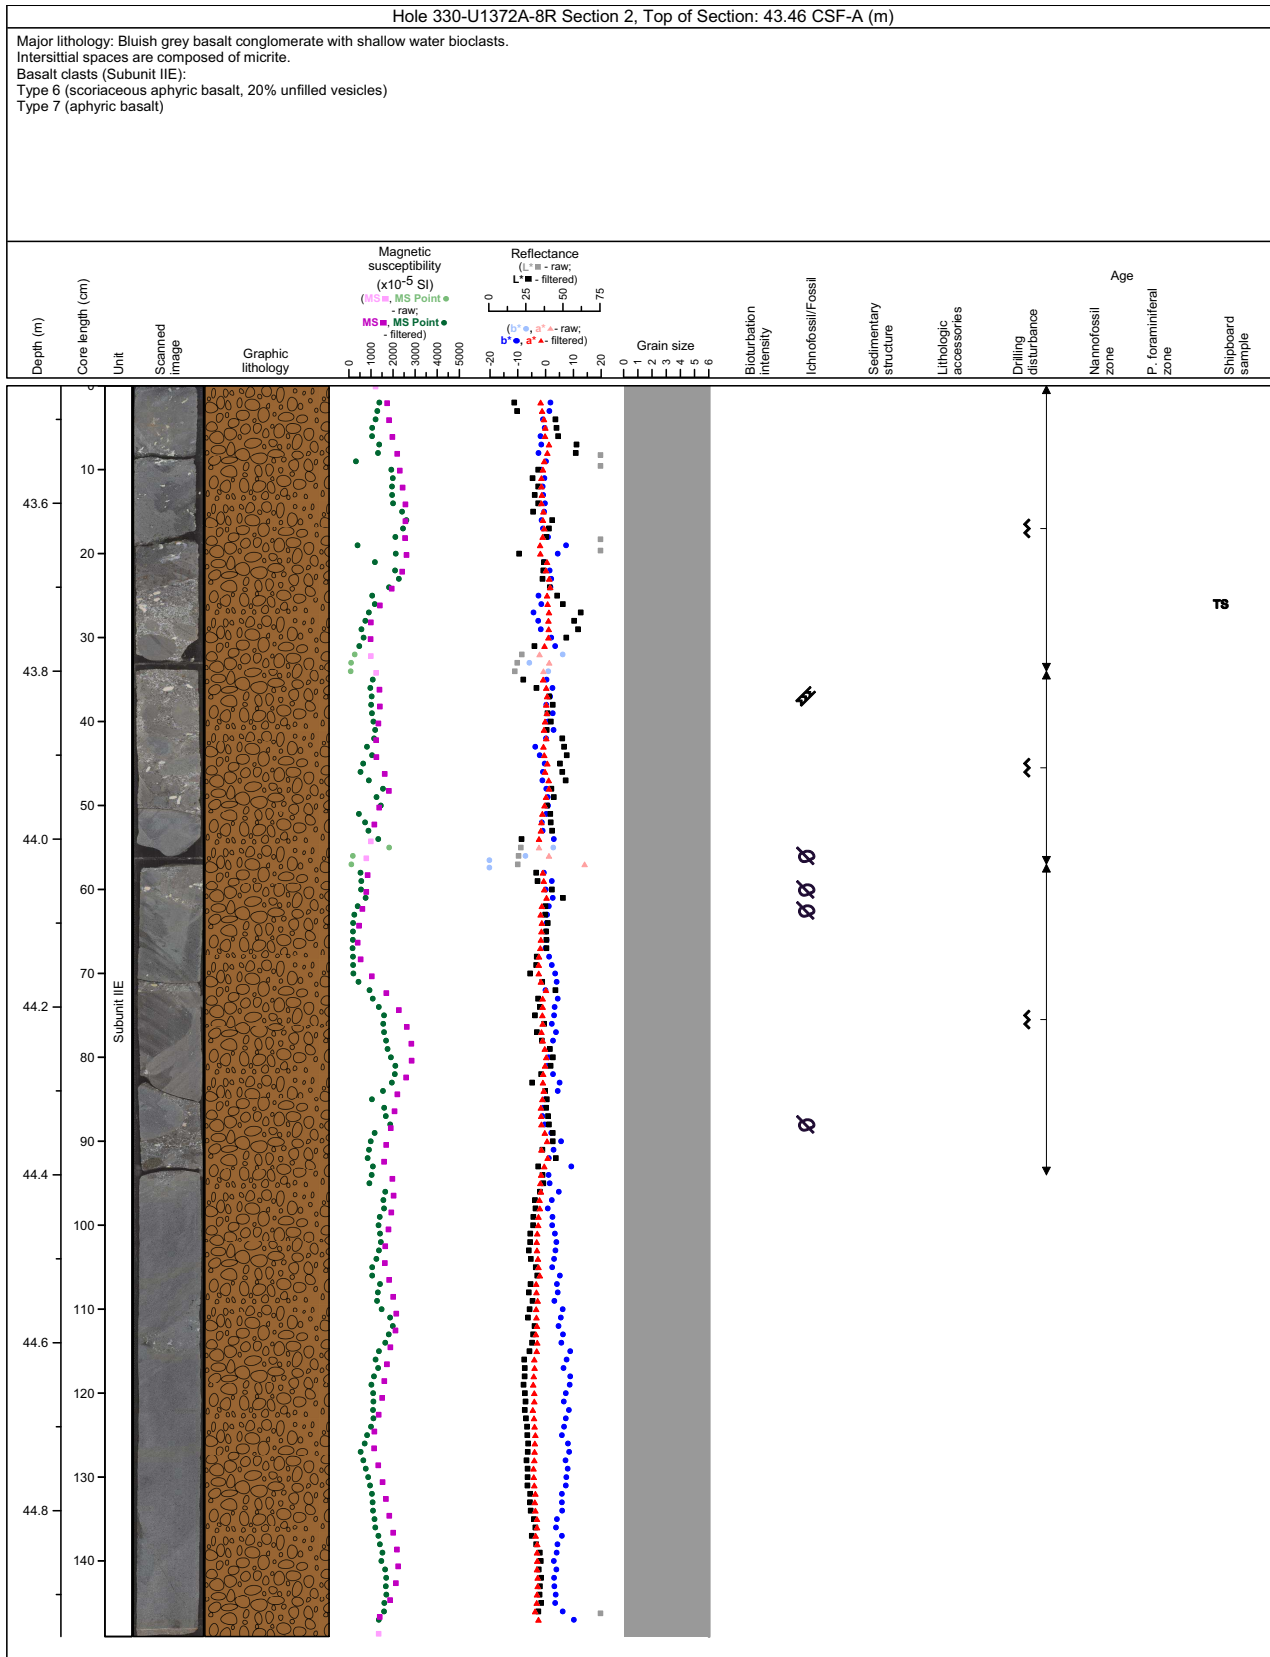 Hole 330-U1372A-8R Section 2, Top of Section: 43.46 CSF-A (m)
Major lithology: Bluish grey basalt conglomerate with shallow water bioclasts.
Intersitial spaces are composed of micrite.
Basalt clasts (Subunit IIE):
Type 6 (scoriaceous aphyric basalt, 20% unfilled vesicles)
Type 7 (aphyric basalt)
Depth (m)
Core length (cm)
Unit
Scanned
image
Graphic
lithology
Magnetic
susceptibility
(x10-5 SI)
(MS, MS Point
- raw;
MS, MS Point
- filtered)
0 1000 2000 3000 4000 5000
Reflectance
(L* - raw;
L* - filtered)
0 25 50 75
(b* , a* - raw;
b* , a* - filtered)
-20 -10 0 10 20
Grain size
0 1 2 3 4 5 6
Bioturbation
intensity
Ichnofossil/Fossil
Sedimentary
structure
Lithologic
accessories
Drilling
disturbance
Age
Nannofossil
zone
P. foraminiferal
zone
Shipboard
sample
0
10
43.6
20
TS
30
43.8
40
50
44.0
60
70
44.2
Subunit IIE
80
90
44.4
100
110
44.6
120
130
44.8
140